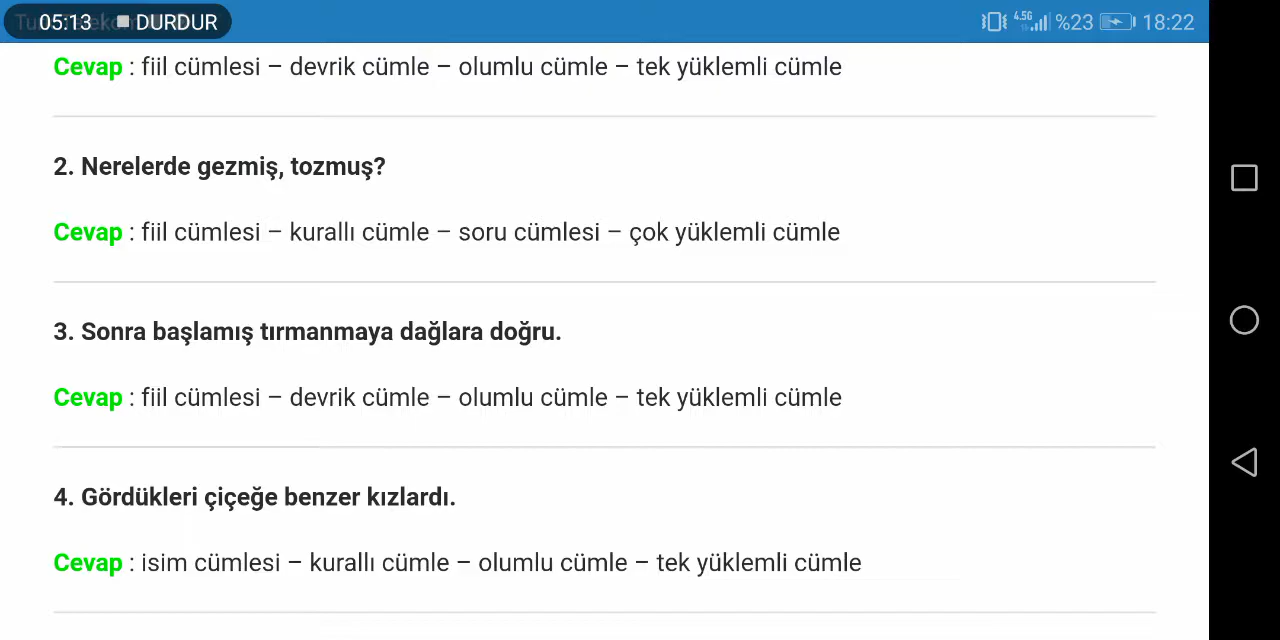 05:13 DURDUR 4.5G %23 18:22
Cevap : fiil cümlesi – devrik cümle – olumlu cümle – tek yüklemli cümle
2. Nerelerde gezmiş, tozmuş?
Cevap : fiil cümlesi – kurallı cümle – soru cümlesi – çok yüklemli cümle
3. Sonra başlamış tırmanmaya dağlara doğru.
Cevap : fiil cümlesi – devrik cümle – olumlu cümle – tek yüklemli cümle
4. Gördükleri çiçeğe benzer kızlardı.
Cevap : isim cümlesi – kurallı cümle – olumlu cümle – tek yüklemli cümle